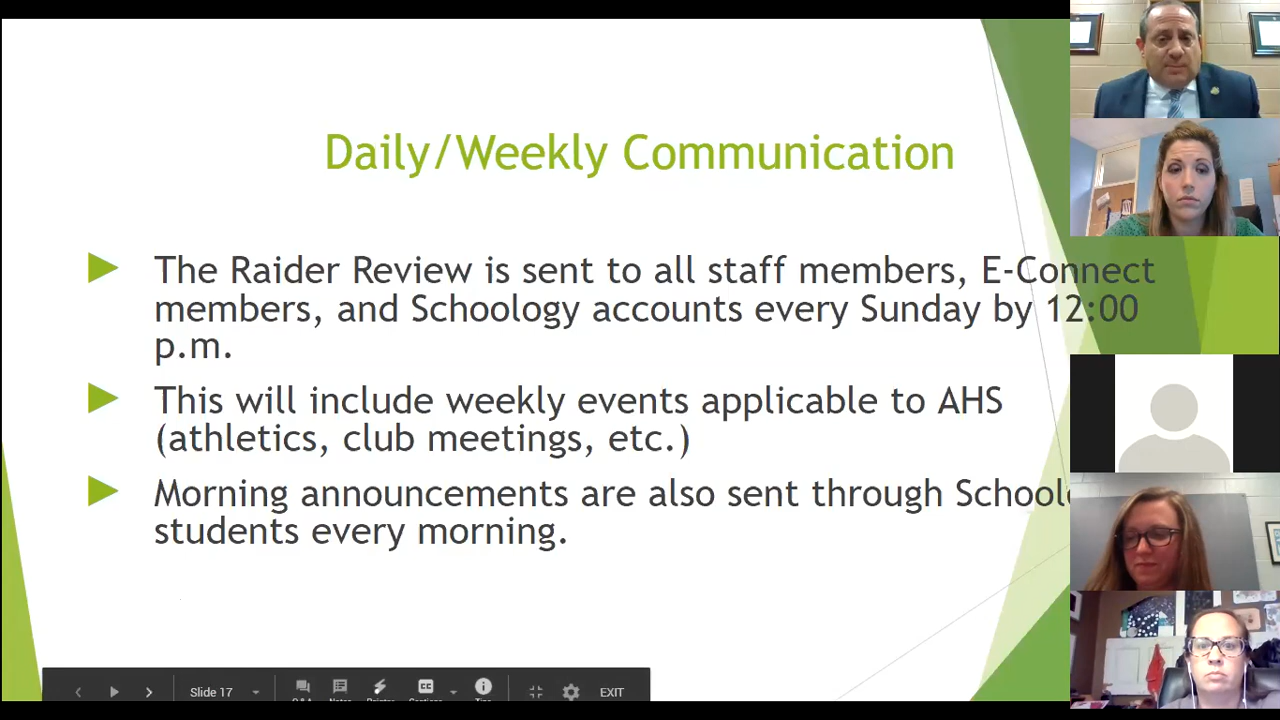 Daily/Weekly Communication
The Raider Review is sent to all staff members, E-Connect
members, and Schoology accounts every Sunday by 12:00
p.m.
This will include weekly events applicable to AHS
(athletics, club meetings, etc.)
Morning announcements are also sent through
students every morning.
Slide 17
EXIT